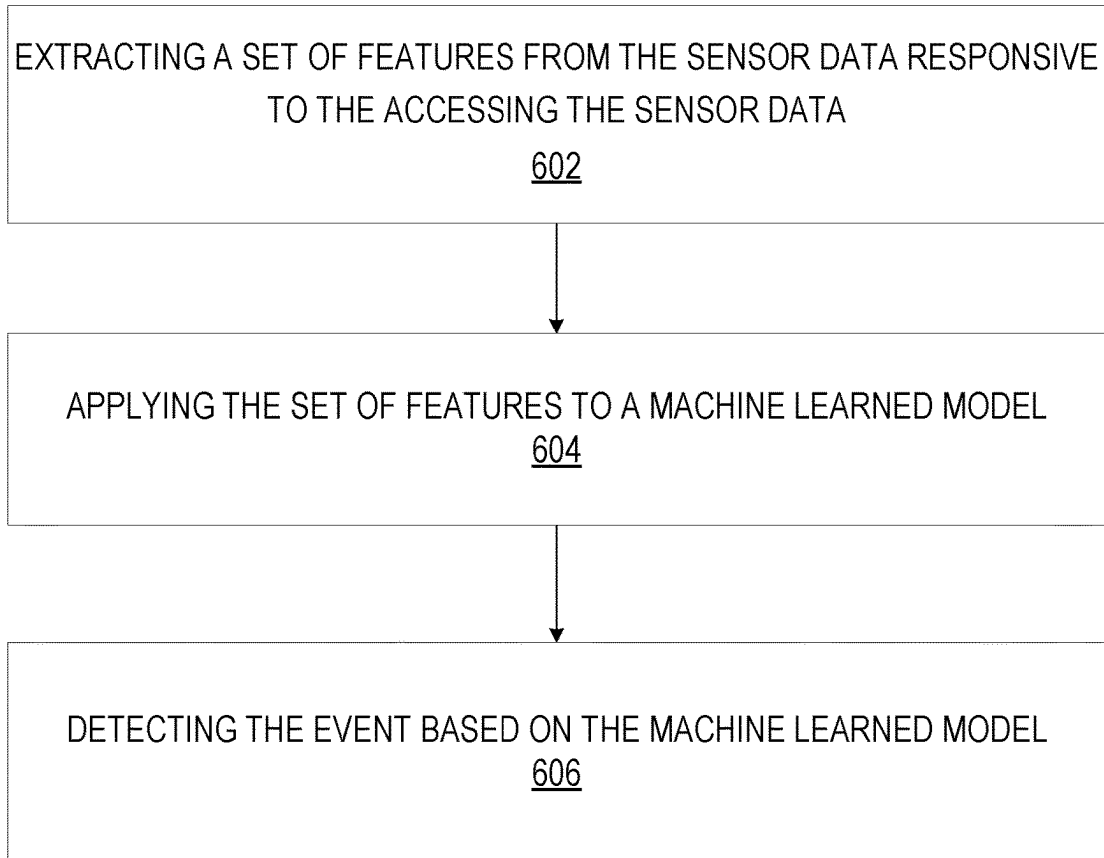 EXTRACTING A SET OF FEATURES FROM THE SENSOR DATA RESPONSIVE
TO THE ACCESSING THE SENSOR DATA
602
APPLYING THE SET OF FEATURES TO A MACHINE LEARNED MODEL
604
DETECTING THE EVENT BASED ON THE MACHINE LEARNED MODEL
606